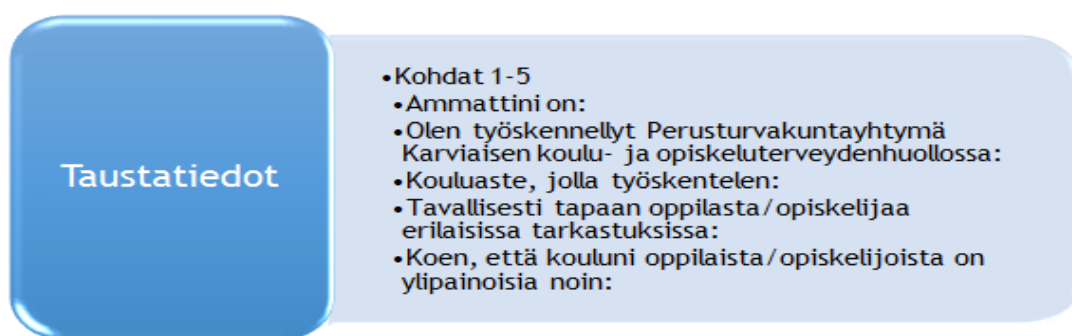 Taustatiedot
•Kohdat 1-5
•Ammattini on:
•Olen työskennellyt Perusturvakuntayhtymä
Karviaisen koulu- ja opiskeluterveydenhuollossa:
•Kouluaste, jolla työskentelen:
•Tavallisesti tapaan oppilasta/opiskelijaa
erilaisissa tarkastuksissa:
•Koen, että kouluni oppilaista/opiskelijoista on
ylipainoisia noin: